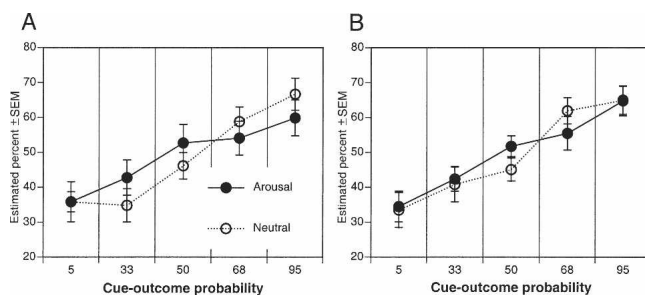 A
Estimated percent ±SEM
80
70
60
50
40
30
20
Arousal
Neutral
5 33 50 68 95
Cue-outcome probability
B
Estimated percent ±SEM
80
70
60
50
40
30
20
5 33 50 68 95
Cue-outcome probability